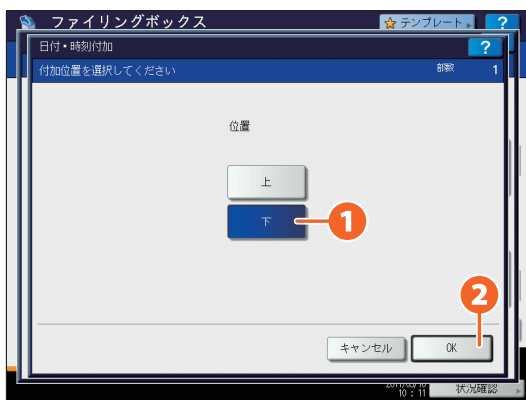 ファイリングボックス
テンプレート
?
日付・時刻付加
?
付加位置を選択してください
部数
1
位置
上
下
1
2
キャンセル
OK
10 : 11
状況確認